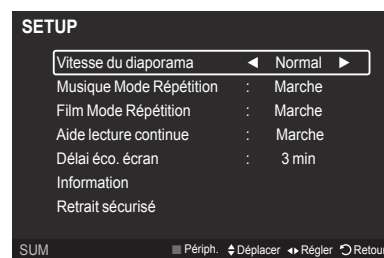 SETUP
Vitesse du diaporama ◄ Normal ►
Musique Mode Répétition : Marche
Film Mode Répétition : Marche
Aide lecture continue : Marche
Délai éco. écran : 3 min
Information
Retrait sécurisé
SUM Périph. Déplacer Régler Retour